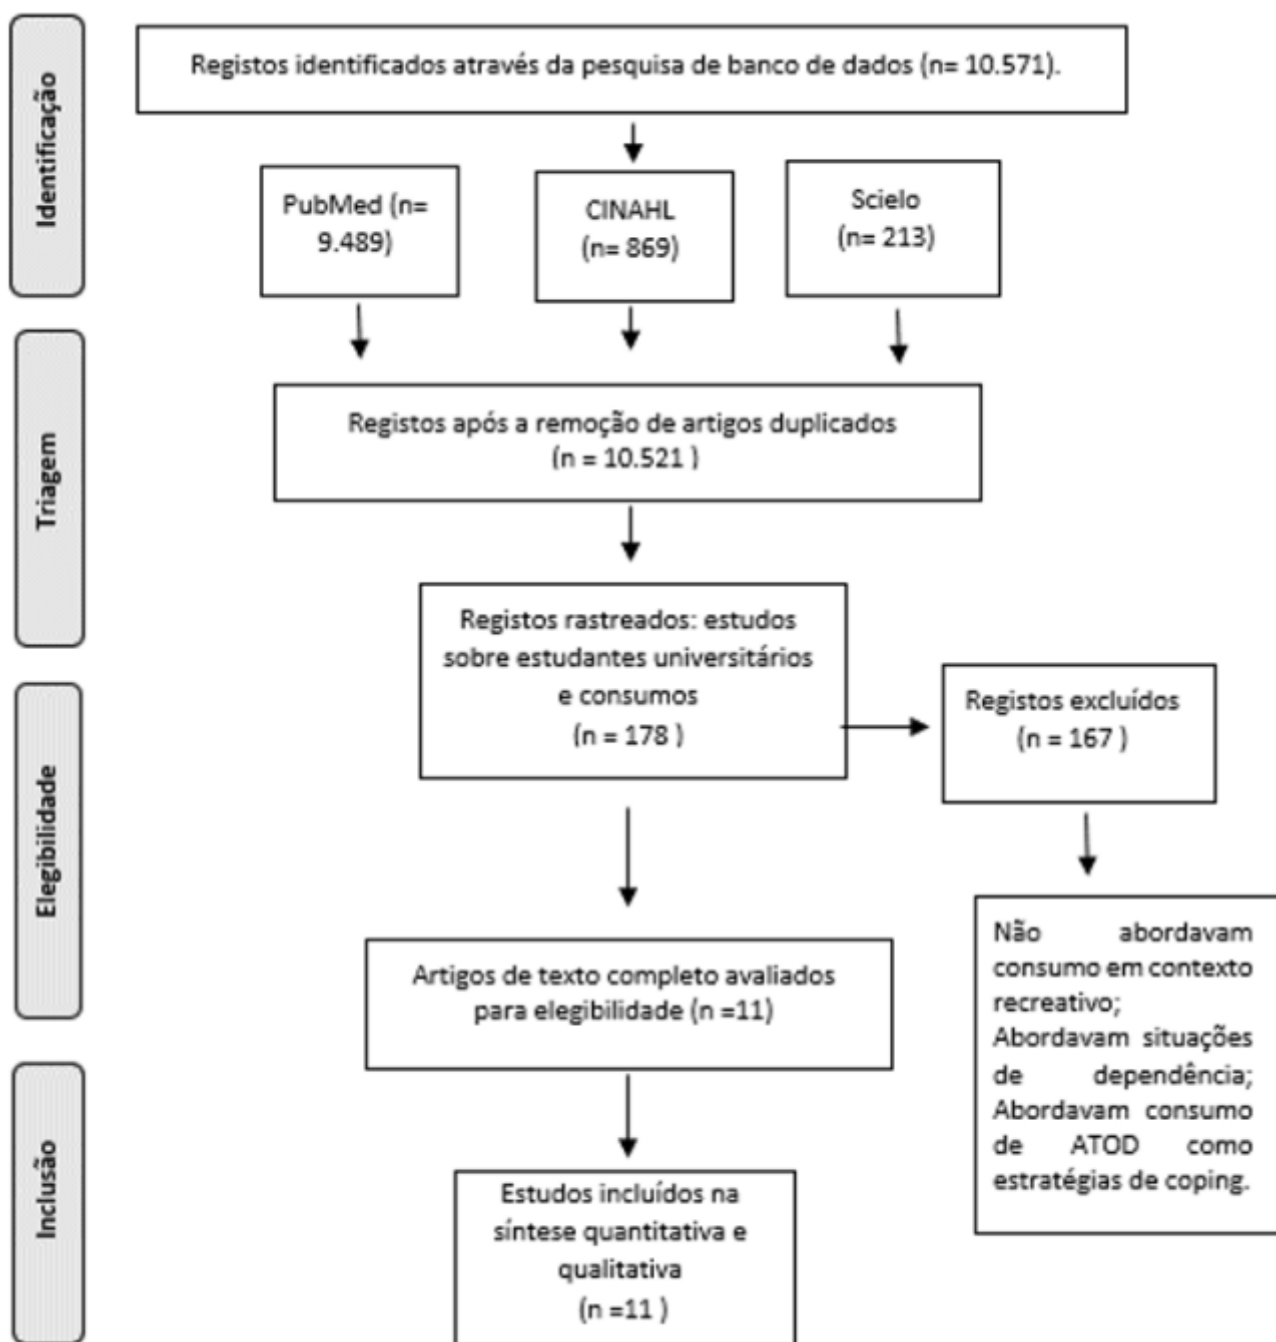 Identificação
Registos identificados através da pesquisa de banco de dados (n= 10.571).
PubMed (n=
9.489)
CINAHL
(n= 869)
Scielo
(n= 213)
Triagem
Registos após a remoção de artigos duplicados
(n = 10.521 )
Registos rastreados: estudos
sobre estudantes universitários
e consumos
(n = 178 )
Elegibilidade
Registos excluídos
(n = 167 )
Não abordavam
consumo em contexto
recreativo;
Abordavam situações
de dependência;
Abordavam consumo
de ATOD como
estratégias de coping.
Artigos de texto completo avaliados
para elegibilidade (n =11)
Inclusão
Estudos incluídos na
síntese quantitativa e
qualitativa
(n =11 )